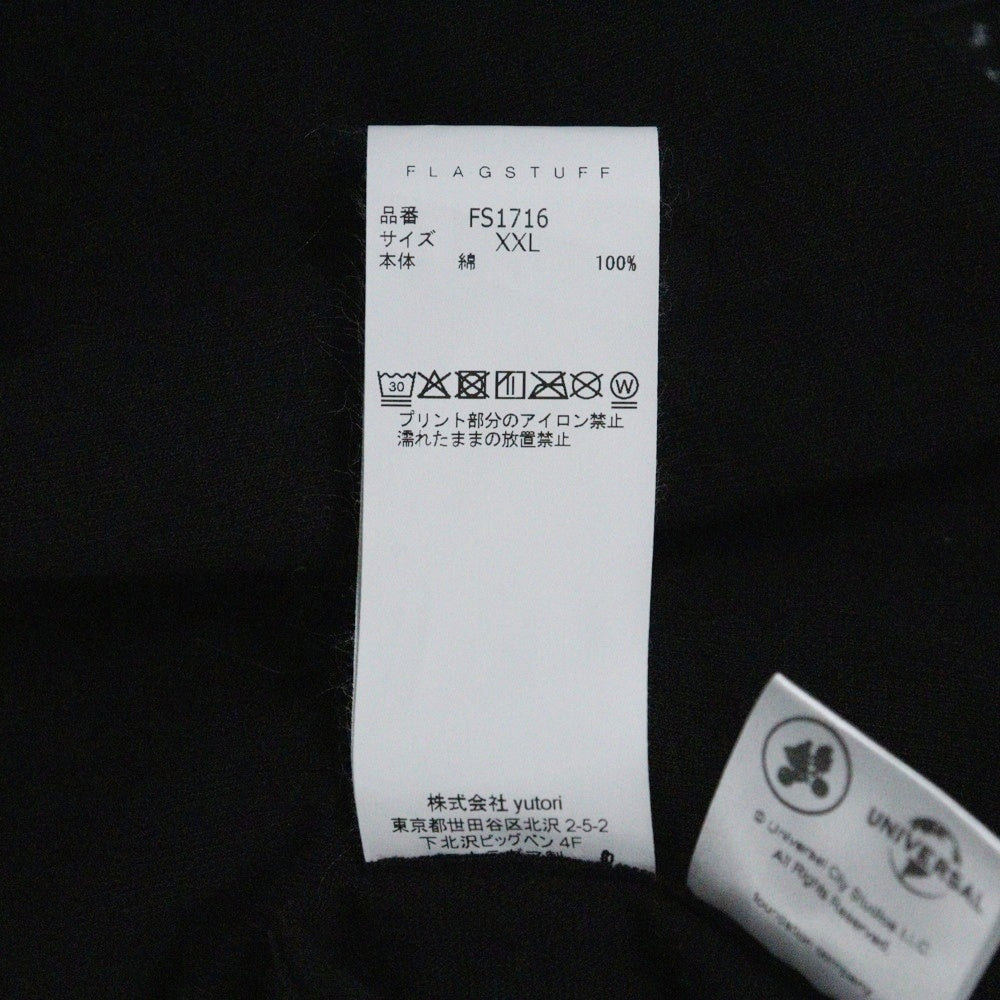 FLAGSTUFF
品番 FS1716
サイズ XXL
本体 綿 100%
30
W
プリント部分のアイロン禁止
濡れたままの放置禁止
株式会社 yutori
東京都世田谷区北沢 2-5-2
下北沢ビッグベン 4F
UNIVERSAL
© Universal City Studios LLC
All Rights Reserved.